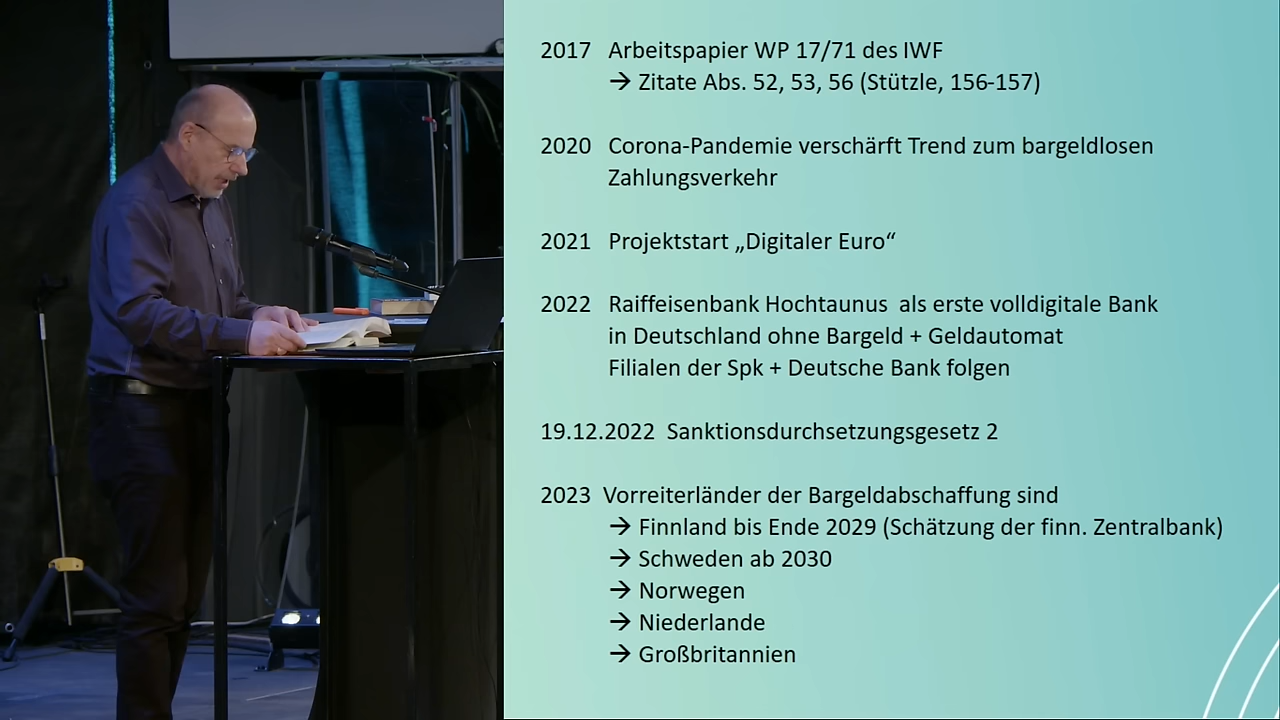 2017 Arbeitspapier WP 17/71 des IWF
→ Zitate Abs. 52, 53, 56 (Stützle, 156-157)
2020 Corona-Pandemie verschärft Trend zum bargeldlosen
Zahlungsverkehr
2021 Projektstart „Digitaler Euro“
2022 Raiffeisenbank Hochtaunus als erste volldigitale Bank
in Deutschland ohne Bargeld + Geldautomat
Filialen der Spk + Deutsche Bank folgen
19.12.2022 Sanktionsdurchsetzungsgesetz 2
2023 Vorreiterländer der Bargeldabschaffung sind
→ Finnland bis Ende 2029 (Schätzung der finn. Zentralbank)
→ Schweden ab 2030
→ Norwegen
→ Niederlande
→ Großbritannien